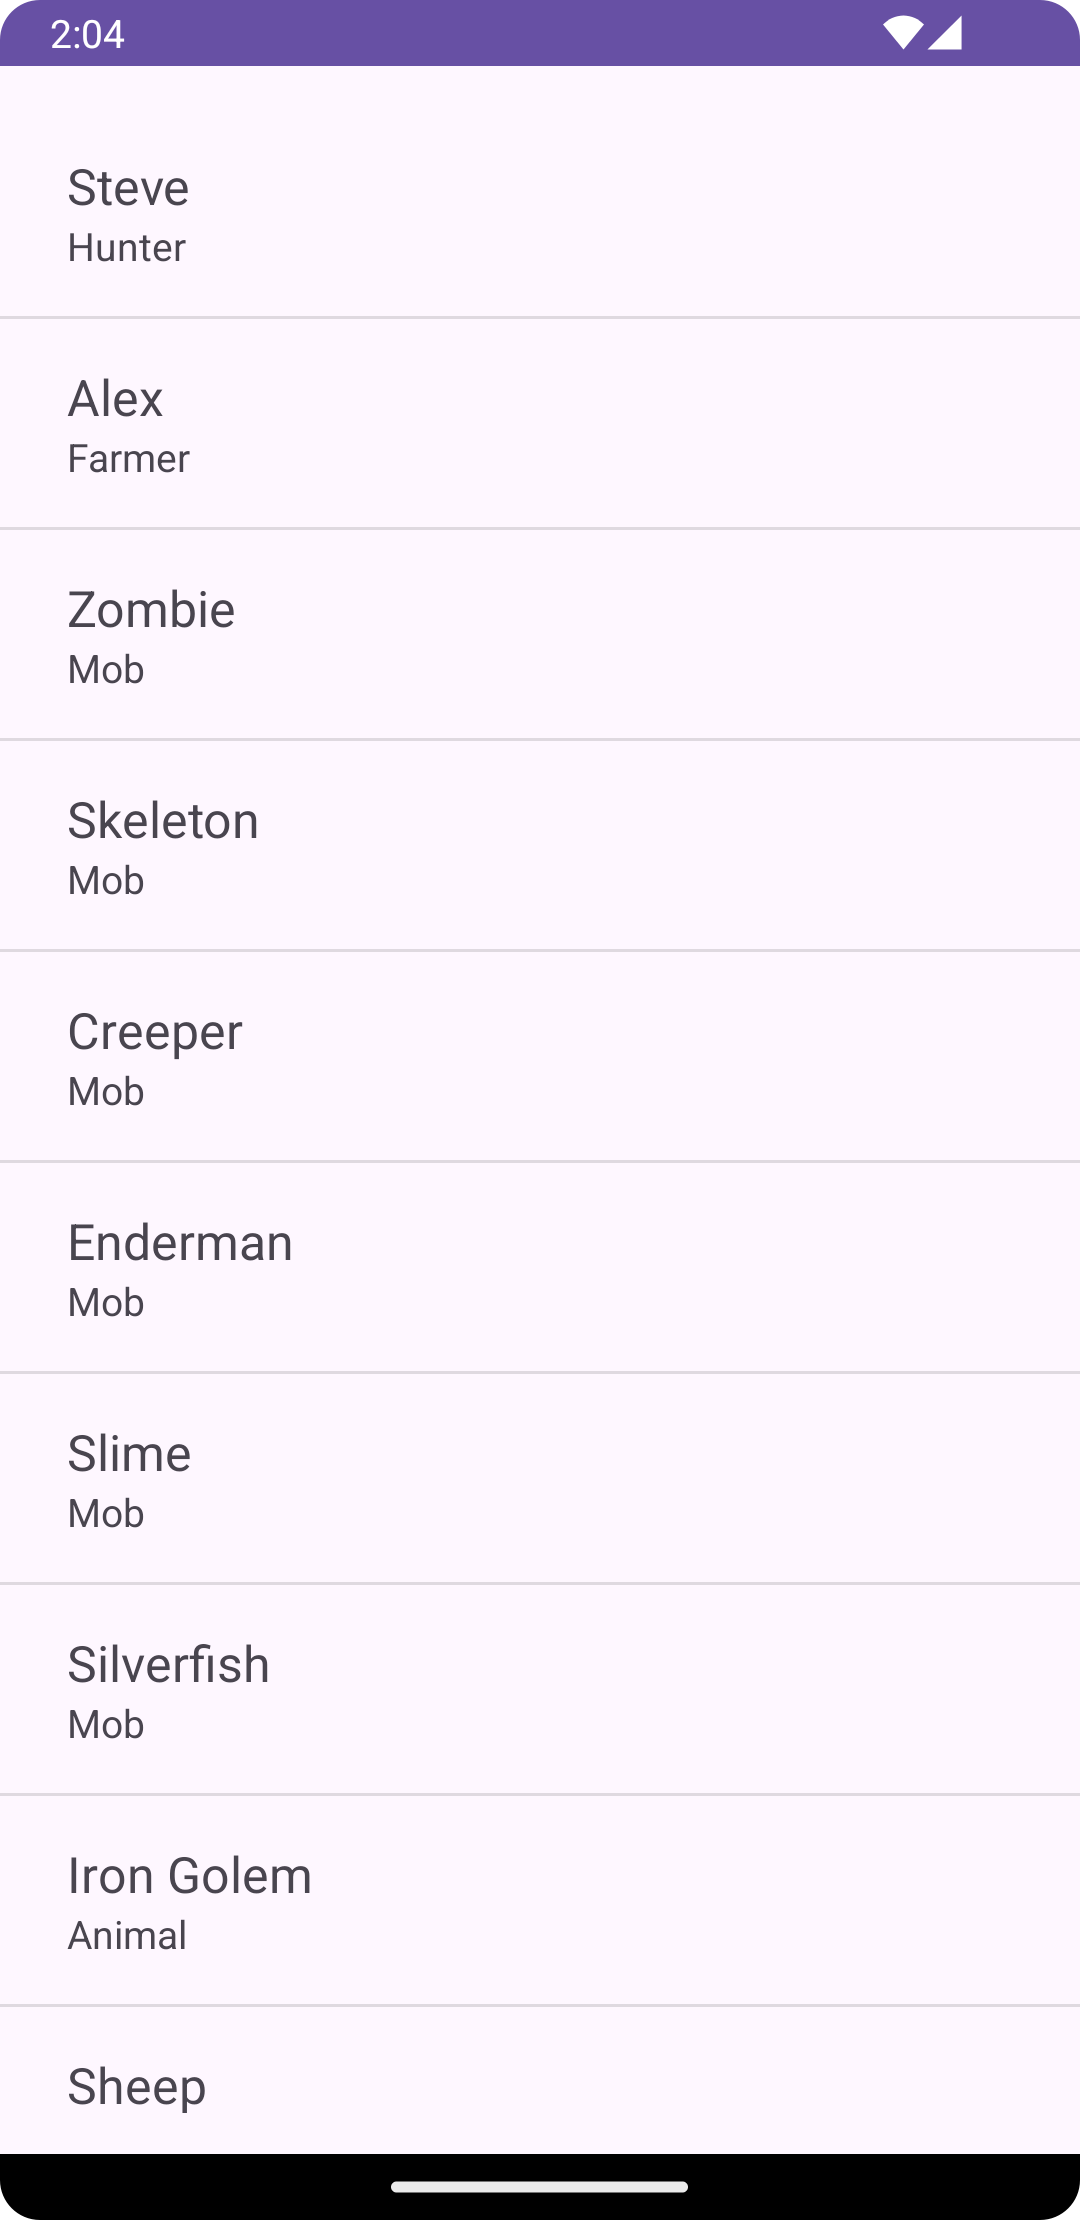 2:04
Steve
Hunter
Alex
Farmer
Zombie
Mob
Skeleton
Mob
Creeper
Mob
Enderman
Mob
Slime
Mob
Silverfish
Mob
Iron Golem
Animal
Sheep